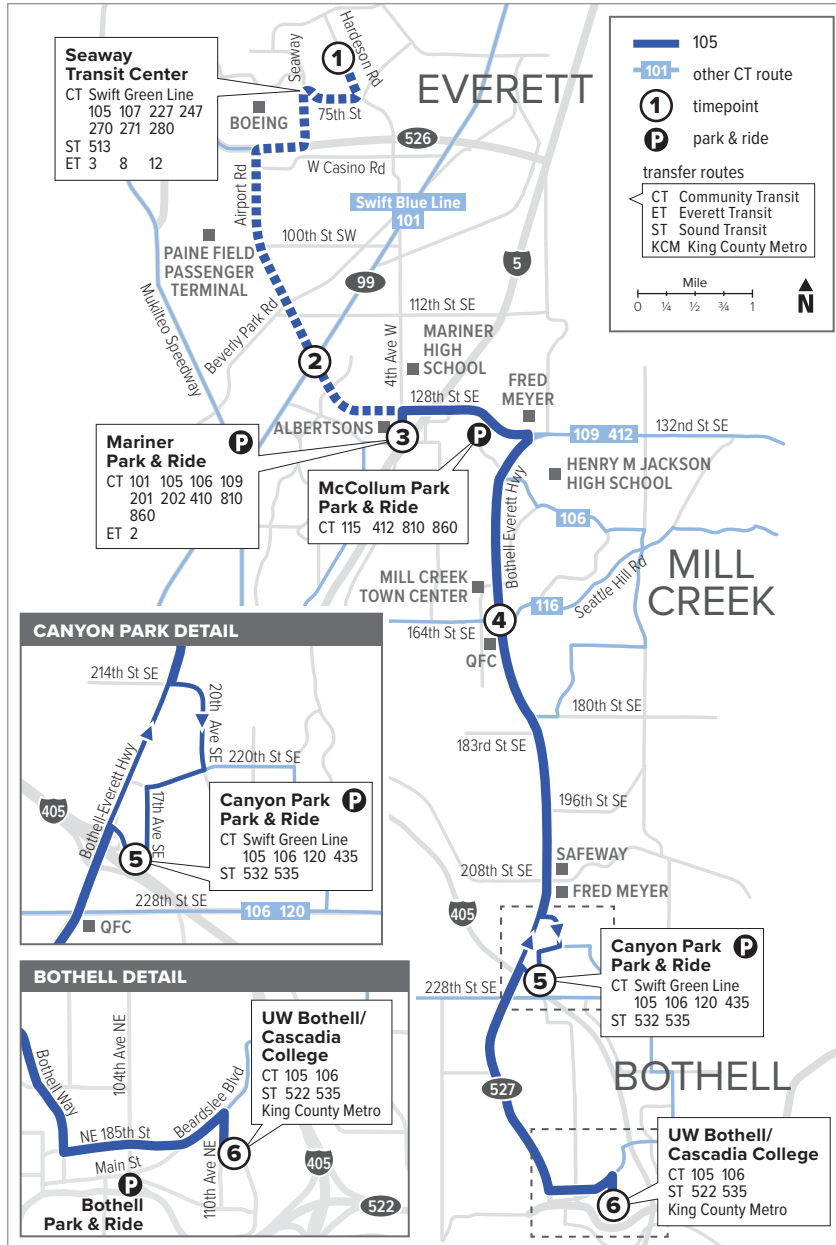 Seaway
Transit Center
CT Swift Green Line
105 107 227 247
270 271 280
ST 513
ET 3 8 12
Seaway
1
Hardeson Rd
EVERETT
BOEING
75th St
526
W Casino Rd
Airport Rd
Swift Blue Line
101
100th St SW
PAINE FIELD
PASSENGER
TERMINAL
5
99
Mukilteo Speedway
Beverly Park Rd
112th St SE
4th Ave W
MARINER
HIGH
SCHOOL
2
128th St SE
FRED
MEYER
ALBERTSONS
3
P
109 412
132nd St SE
Mariner
Park & Ride
P
CT 101 105 106 109
201 202 410 810
860
ET 2
McCollum Park
Park & Ride
CT 115 412 810 860
HENRY M JACKSON
HIGH SCHOOL
Bothell Everett Hwy
106
MILL CREEK
TOWN CENTER
Seattle Hill Rd
MILL
CREEK
116
4
164th St SE
QFC
180th St SE
183rd St SE
196th St SE
SAFEWAY
208th St SE
FRED MEYER
405
Canyon Park
Park & Ride
P
CT Swift Green Line
105 106 120 435
ST 532 535
5
228th St SE
BOTHELL
527
UW Bothell/
Cascadia College
CT 105 106
ST 522 535
King County Metro
6
105
101
other CT route
1
timepoint
P
park & ride
transfer routes
CT Community Transit
ET Everett Transit
ST Sound Transit
KCM King County Metro
Mile
0 ¼ ½ ¾ 1
N
CANYON PARK DETAIL
214th St SE
20th Ave SE
Bothell-Everett Hwy
220th St SE
17th Ave SE
405
Canyon Park
Park & Ride
P
CT Swift Green Line
105 106 120 435
ST 532 535
5
228th St SE
106 120
QFC
BOTHELL DETAIL
104th Ave NE
UW Bothell/
Cascadia
College
CT 105 106
ST 522 535
King County Metro
Bothell Way
Beardslee Blvd
NE 185th St
6
Main St
110th Ave NE
P
Bothell
Park & Ride
405
522